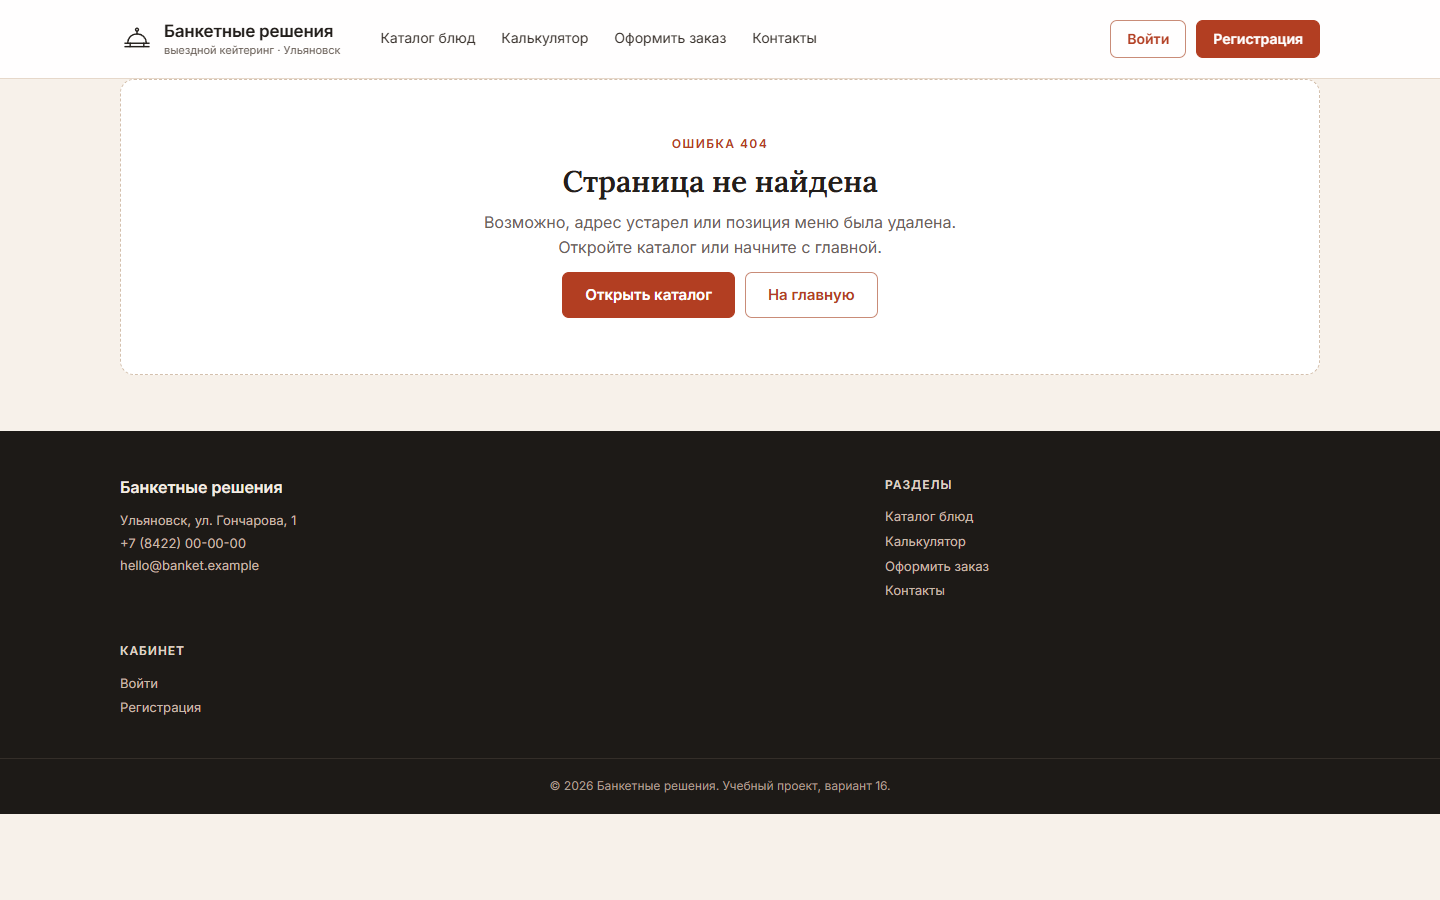 Банкетные решения
выездной кейтеринг · Ульяновск
Каталог блюд
Калькулятор
Оформить заказ
Контакты
Войти
Регистрация
ОШИБКА 404
Страница не найдена
Возможно, адрес устарел или позиция меню была удалена.
Откройте каталог или начните с главной.
Открыть каталог
На главную
Банкетные решения
Ульяновск, ул. Гончарова, 1
+7 (8422) 00-00-00
hello@banket.example
РАЗДЕЛЫ
Каталог блюд
Калькулятор
Оформить заказ
Контакты
КАБИНЕТ
Войти
Регистрация
© 2026 Банкетные решения. Учебный проект, вариант 16.